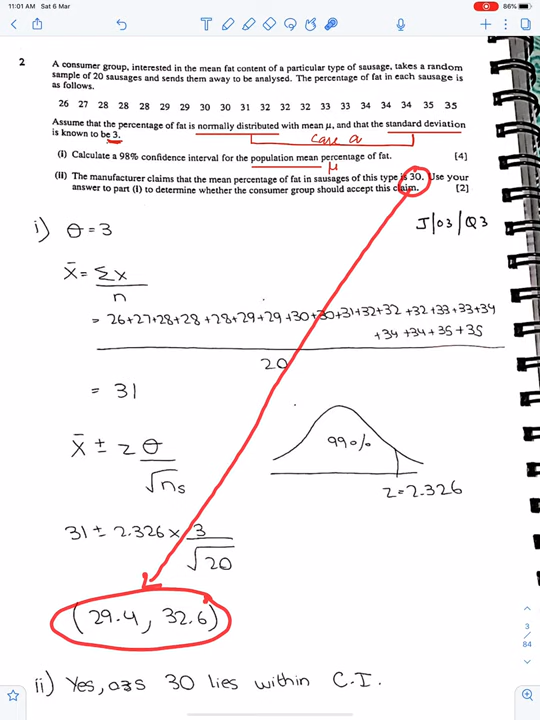 11:01 AM Sat 6 Mar
86%
2 A consumer group, interested in the mean fat content of a particular type of sausage, takes a random
sample of 20 sausages and sends them away to be analysed. The percentage of fat in each sausage is
as follows.
26 27 28 28 28 29 29 30 30 31 32 32 32 33 33 34 34 34 35 35
Assume that the percentage of fat is normally distributed with mean μ, and that the standard deviation
is known to be 3.
case a
(i) Calculate a 98% confidence interval for the population mean percentage of fat. [4]
μ
(ii) The manufacturer claims that the mean percentage of fat in sausages of this type is 30. Use your
answer to part (i) to determine whether the consumer group should accept this claim. [2]
J/03/Q3
i) σ = 3
x̄ = Σx
n
= 26+27+28+28+28+29+29+30+30+31+32+32+32+33+33+34
+34+34+35+35
20
= 31
99%
x̄ ± z σ
√ns
z = 2.326
31 ± 2.326 × 3
√20
(29.4, 32.6)
3
/
84
ii) Yes, as 30 lies within C.I.